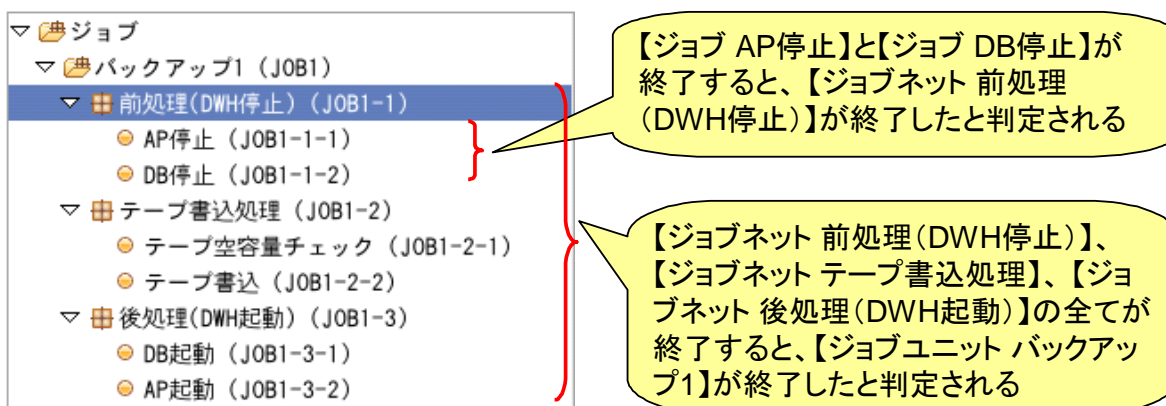 ジョブ
バックアップ1 (JOB1)
前処理(DWH停止) (JOB1-1)
AP停止 (JOB1-1-1)
DB停止 (JOB1-1-2)
テープ書込処理 (JOB1-2)
テープ空容量チェック (JOB1-2-1)
テープ書込 (JOB1-2-2)
後処理(DWH起動) (JOB1-3)
DB起動 (JOB1-3-1)
AP起動 (JOB1-3-2)
【ジョブ AP停止】と【ジョブ DB停止】が
終了すると、【ジョブネット 前処理
(DWH停止)】が終了したと判定される
【ジョブネット 前処理(DWH停止)】、
【ジョブネット テープ書込処理】、【ジョ
ブネット 後処理(DWH起動)】の全てが
終了すると、【ジョブユニット バックアッ
プ1】が終了したと判定される